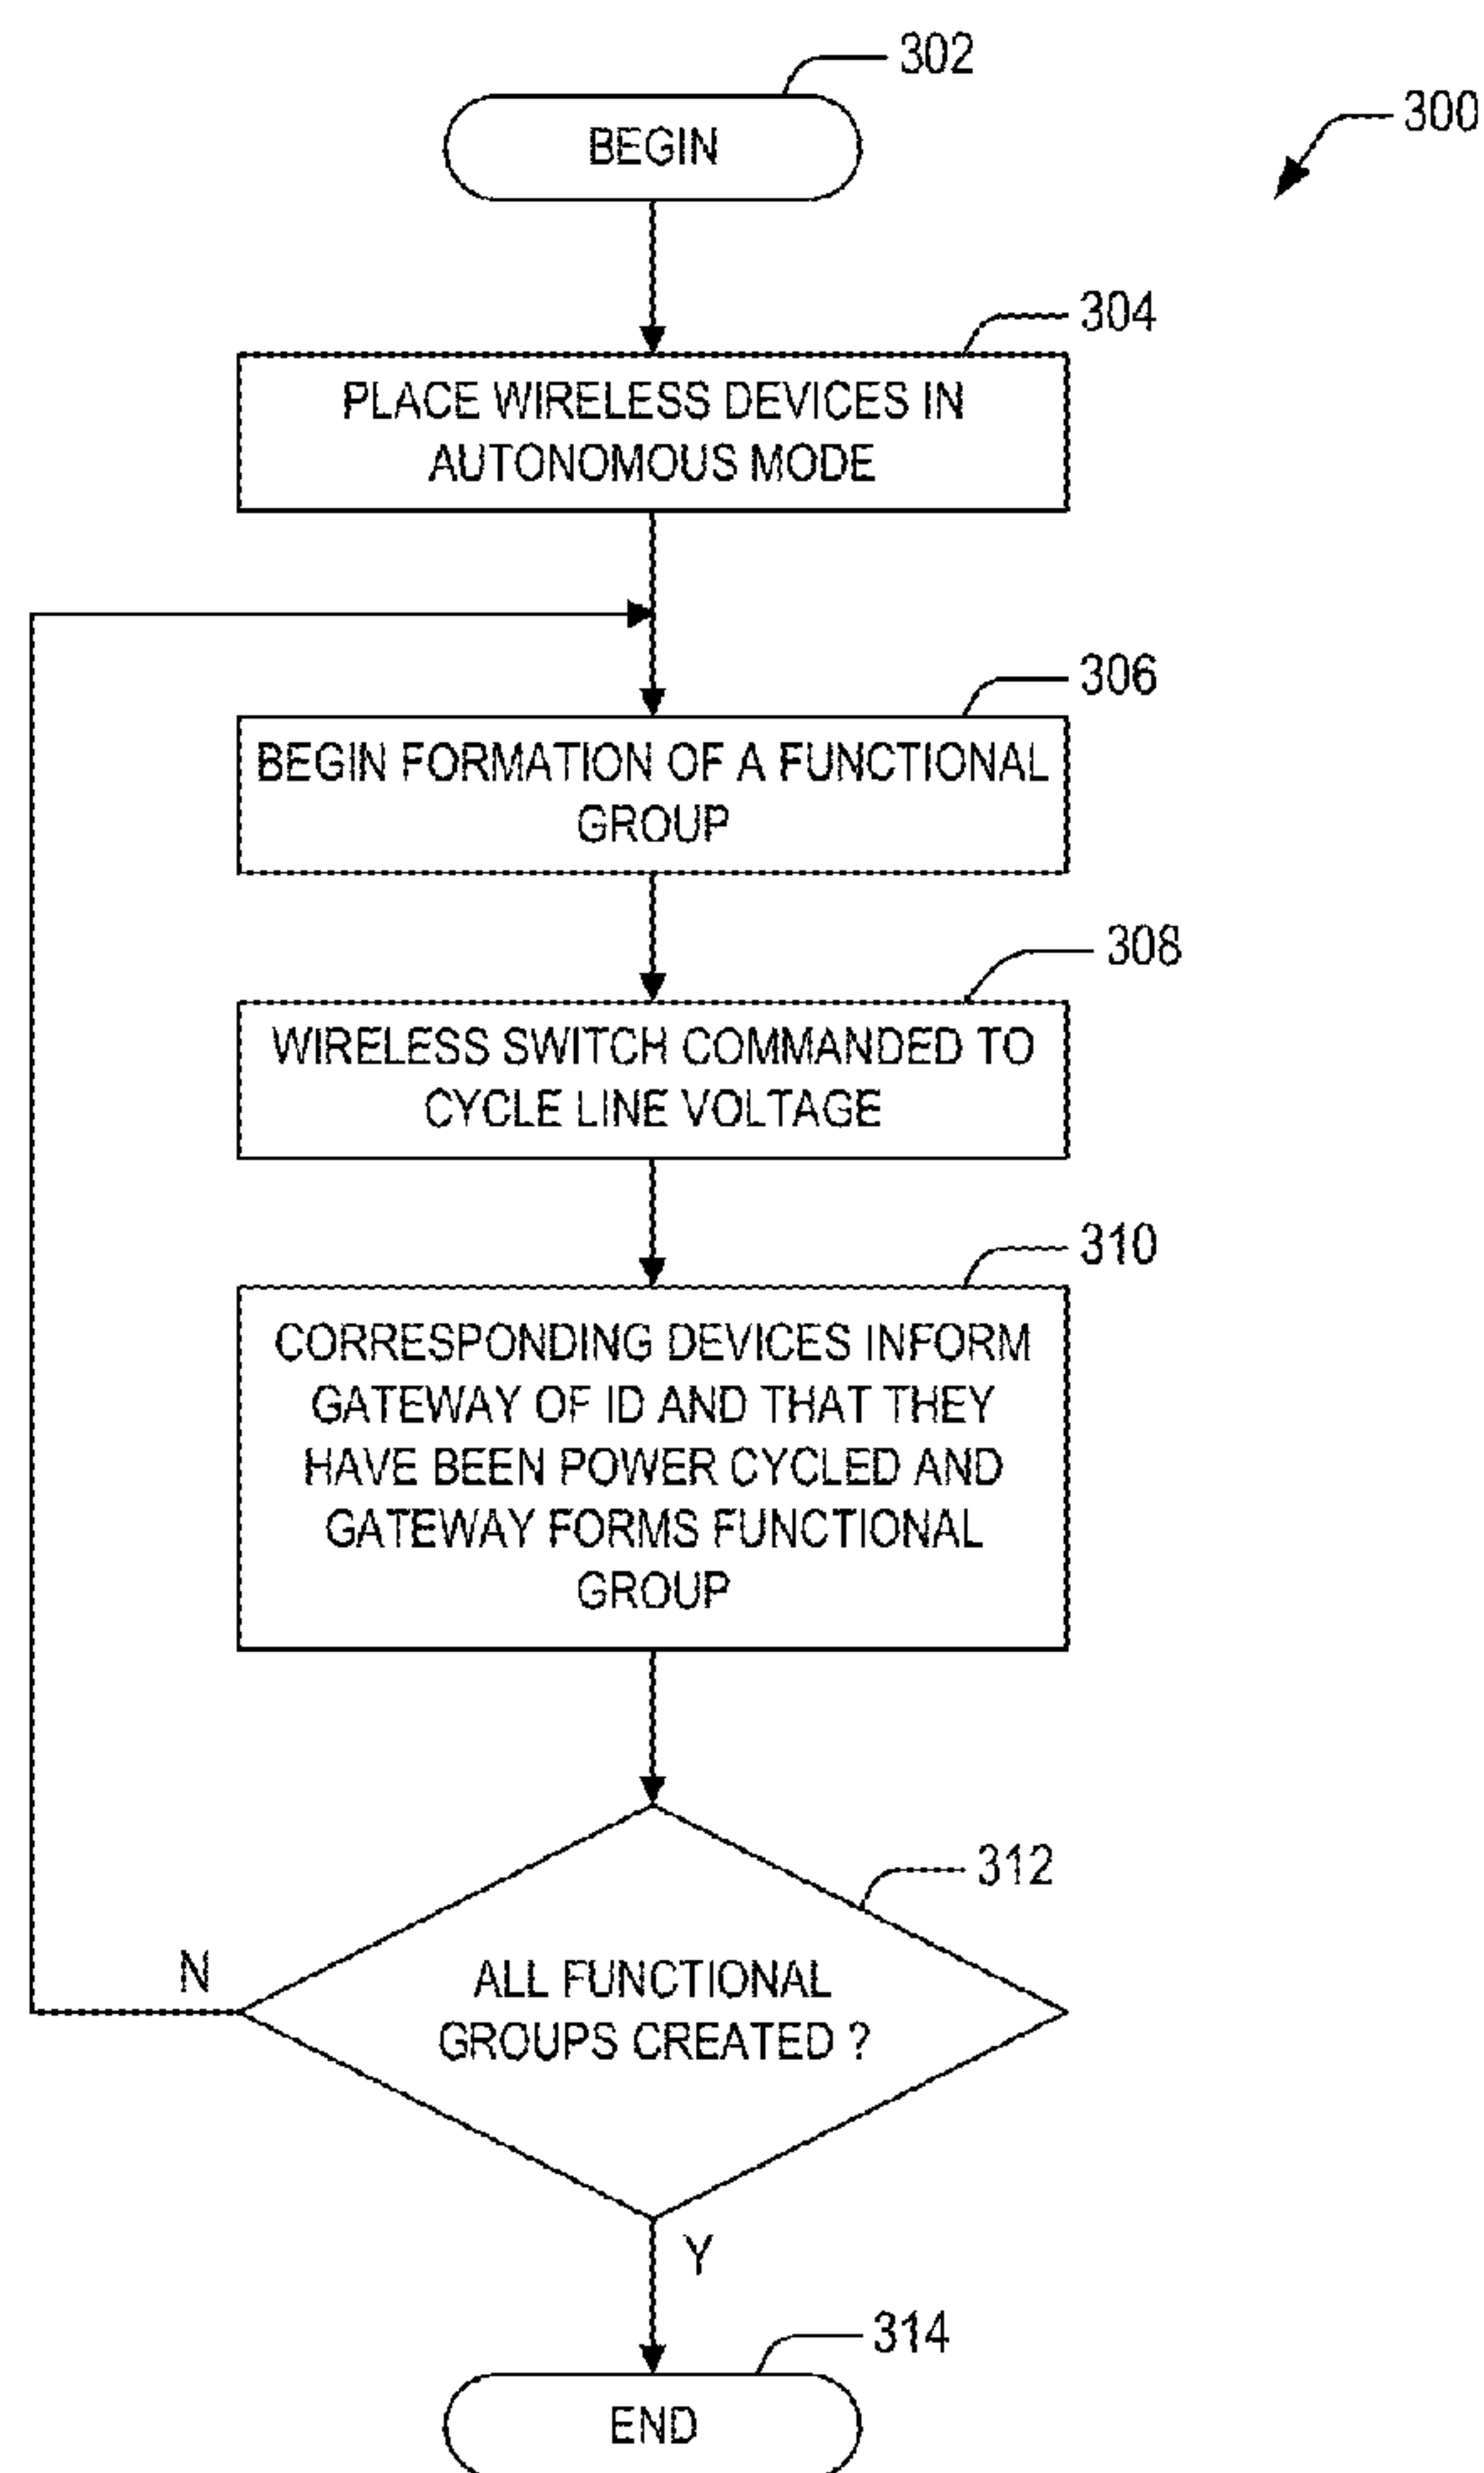 302
BEGIN
300
304
PLACE WIRELESS DEVICES IN
AUTONOMOUS MODE
306
BEGIN FORMATION OF A FUNCTIONAL
GROUP
308
WIRELESS SWITCH COMMANDED TO
CYCLE LINE VOLTAGE
310
CORRESPONDING DEVICES INFORM
GATEWAY OF ID AND THAT THEY
HAVE BEEN POWER CYCLED AND
GATEWAY FORMS FUNCTIONAL
GROUP
312
N
ALL FUNCTIONAL
GROUPS CREATED ?
Y
314
END